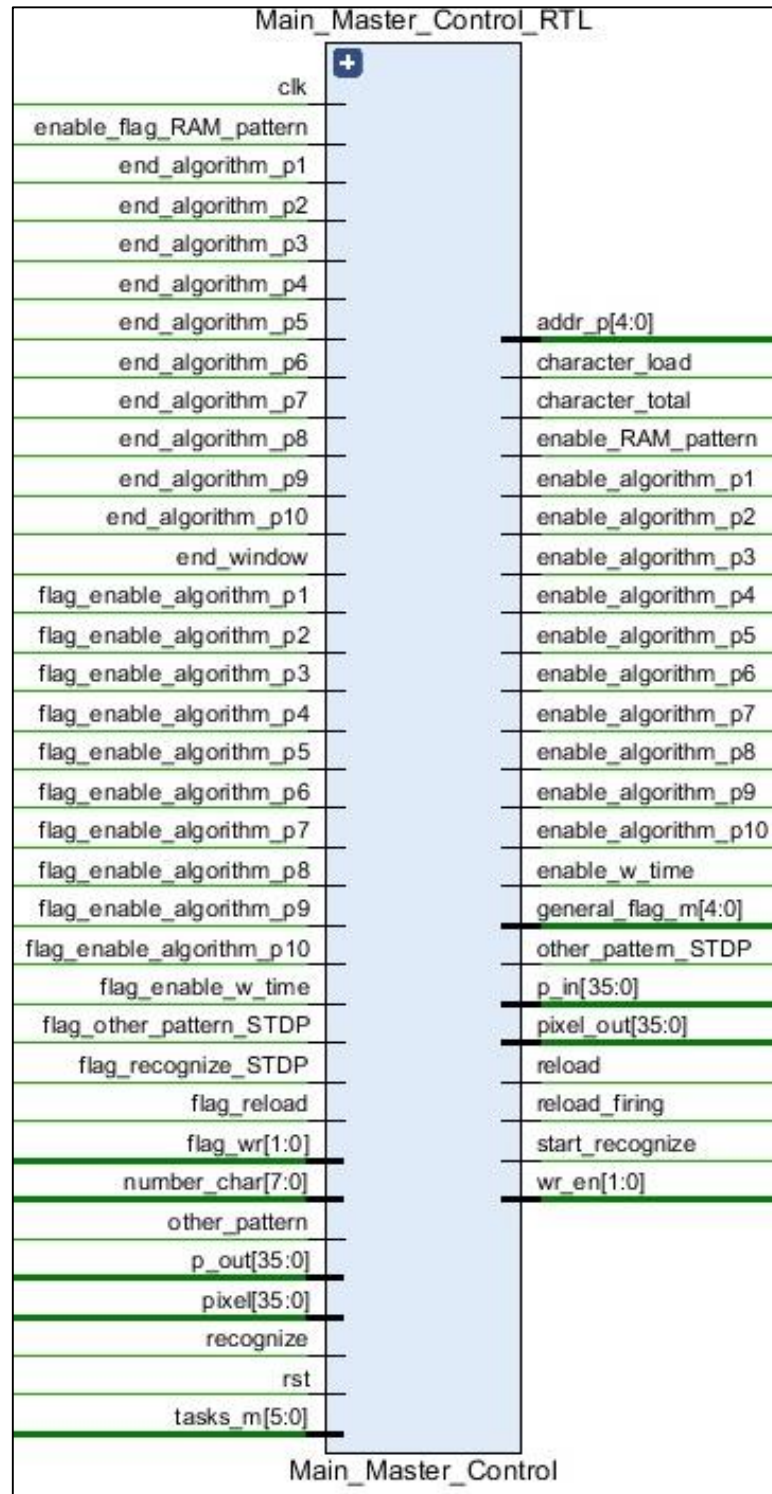 Main_Master_Control_RTL
clk
enable_flag_RAM_pattern
end_algorithm_p1
end_algorithm_p2
end_algorithm_p3
end_algorithm_p4
end_algorithm_p5
end_algorithm_p6
end_algorithm_p7
end_algorithm_p8
end_algorithm_p9
end_algorithm_p10
end_window
flag_enable_algorithm_p1
flag_enable_algorithm_p2
flag_enable_algorithm_p3
flag_enable_algorithm_p4
flag_enable_algorithm_p5
flag_enable_algorithm_p6
flag_enable_algorithm_p7
flag_enable_algorithm_p8
flag_enable_algorithm_p9
flag_enable_algorithm_p10
flag_enable_w_time
flag_other_pattern_STDP
flag_recognize_STDP
flag_reload
flag_wr[1:0]
number_char[7:0]
other_pattern
p_out[35:0]
pixel[35:0]
recognize
rst
tasks_m[5:0]
addr_p[4:0]
character_load
character_total
enable_RAM_pattern
enable_algorithm_p1
enable_algorithm_p2
enable_algorithm_p3
enable_algorithm_p4
enable_algorithm_p5
enable_algorithm_p6
enable_algorithm_p7
enable_algorithm_p8
enable_algorithm_p9
enable_algorithm_p10
enable_w_time
general_flag_m[4:0]
other_pattern_STDP
p_in[35:0]
pixel_out[35:0]
reload
reload_firing
start_recognize
wr_en[1:0]
Main_Master_Control